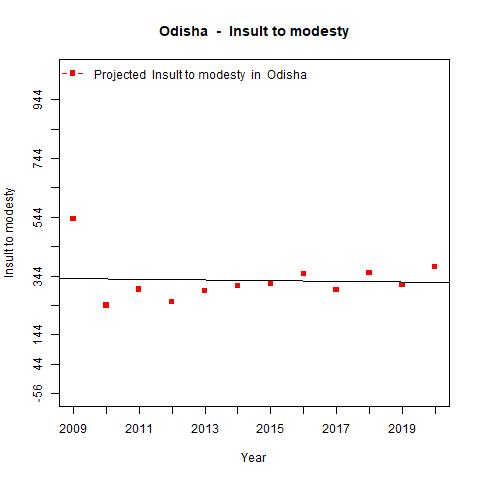 Odisha - Insult to modesty
Projected Insult to modesty in Odisha
Insult to modesty
944
744
544
344
144
44
-56
2009 2011 2013 2015 2017 2019
Year